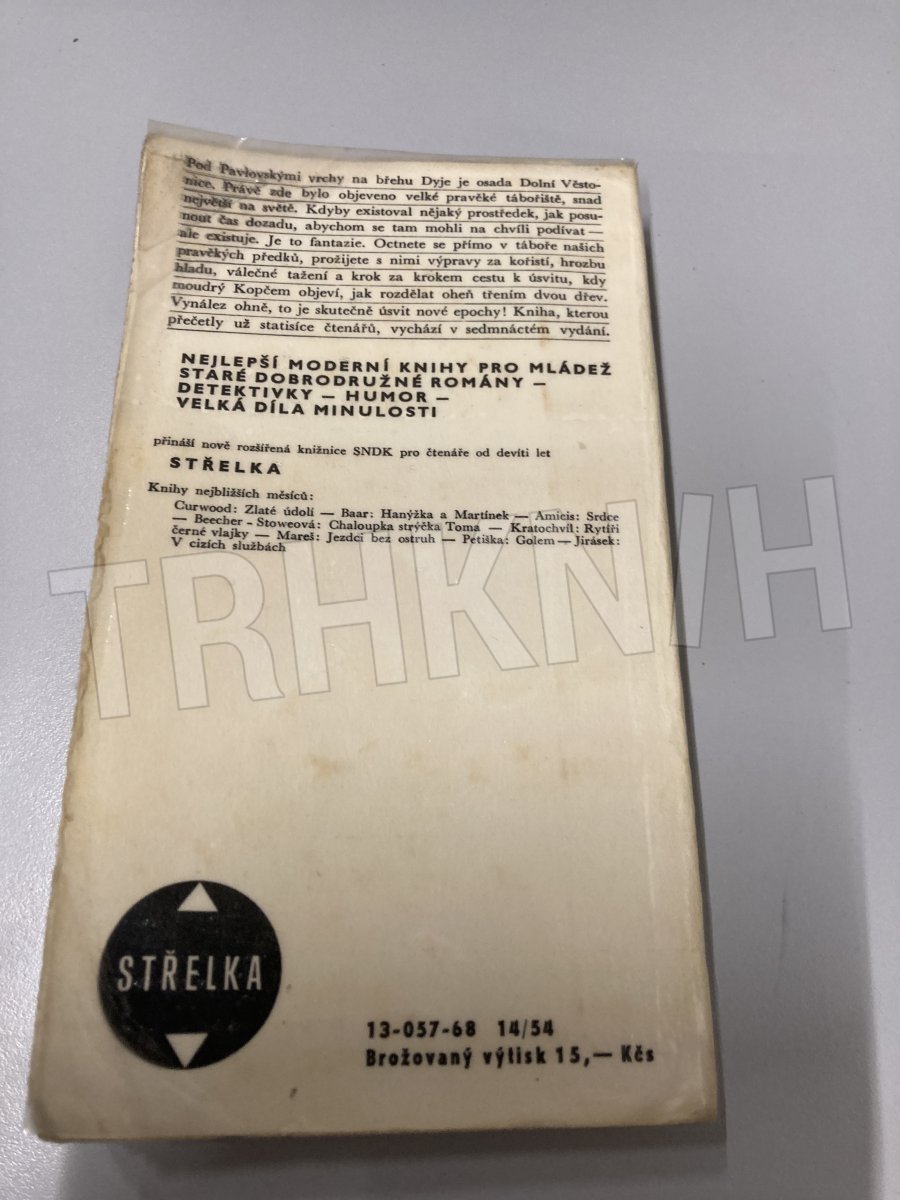 Pod Pavlovskými vrchy na břehu Dyje je osada Dolní Věsto-
nice. Právě zde bylo objeveno velké pravěké tábořiště, snad
největší na světě. Kdyby existoval nějaký prostředek, jak posu-
nout čas dozadu, abychom se tam mohli na chvíli podívat —
ale existuje. Je to fantazie. Octnete se přímo v táboře našich
pravěkých předků, prožijete s nimi výpravy za kořistí, hrozbu
hladu, válečné tažení a krok za krokem cestu k úsvitu, kdy
moudrý Kopčem objeví, jak rozdělat oheň třením dvou dřev.
Vynález ohně, to je skutečně úsvit nové epochy! Kniha, kterou
přečetly už statisíce čtenářů, vychází v sedmnáctém vydání.
NEJLEPŠÍ MODERNÍ KNIHY PRO MLÁDEŽ
STARÉ DOBRODRUŽNÉ ROMÁNY —
DETEKTIVKY — HUMOR —
VELKÁ DÍLA MINULOSTI
přináší nově rozšířená knižnice SNDK pro čtenáře od devíti let
STŘELKA
Knihy nejbližších měsíců:
Curwood: Zlaté údolí — Baar: Hanýžka a Martínek — Amicis: Srdce
— Beecher - Stoweová: Chaloupka strýčka Toma — Kratochvíl: Rytíři
černé vlajky — Mareš: Jezdci bez ostruh — Petiška: Golem — Jirásek:
V cizích službách
TRHKNIH
STŘELKA
13-057-68 14/54
Brožovaný výtisk 15,— Kčs